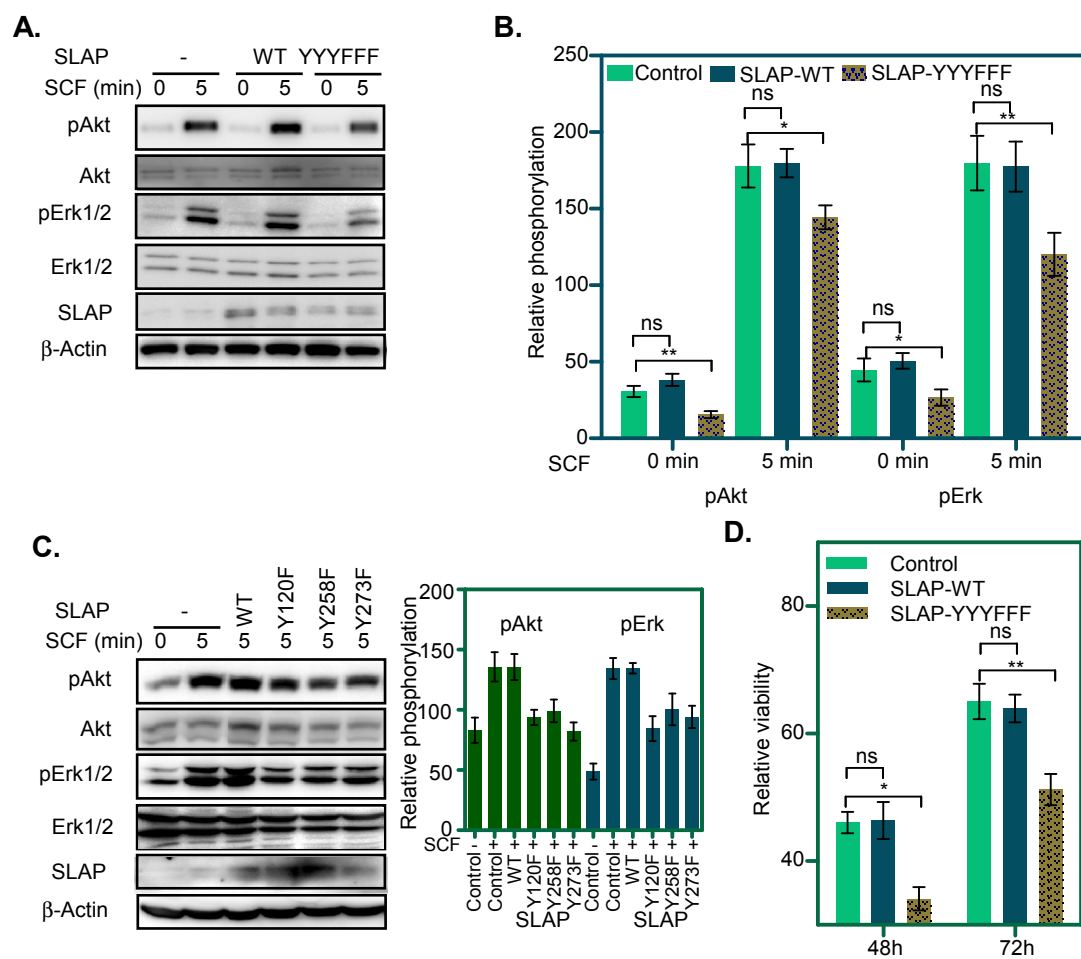 A.
SLAP - WT YYYFFF
SCF (min) 0 5 0 5 0 5
pAkt
Akt
pErk1/2
Erk1/2
SLAP
β-Actin
B.
250
200
150
100
50
0
Relative phosphorylation
Control SLAP-WT SLAP-YYYFFF
ns
**
ns
*
ns
*
ns
**
SCF 0 min 5 min 0 min 5 min
pAkt pErk
C.
SLAP - WT Y120F Y258F Y273F
SCF (min) 0 5 5 5 5 5
pAkt
Akt
pErk1/2
Erk1/2
SLAP
β-Actin
200
150
100
50
0
Relative phosphorylation
pAkt pErk
SCF - + + + + + - + + + + +
Control Control WT Y120F Y258F Y273F Control Control WT Y120F Y258F Y273F
SLAP SLAP
D.
80
60
40
Relative viability
Control
SLAP-WT
SLAP-YYYFFF
ns
*
ns
**
48h 72h